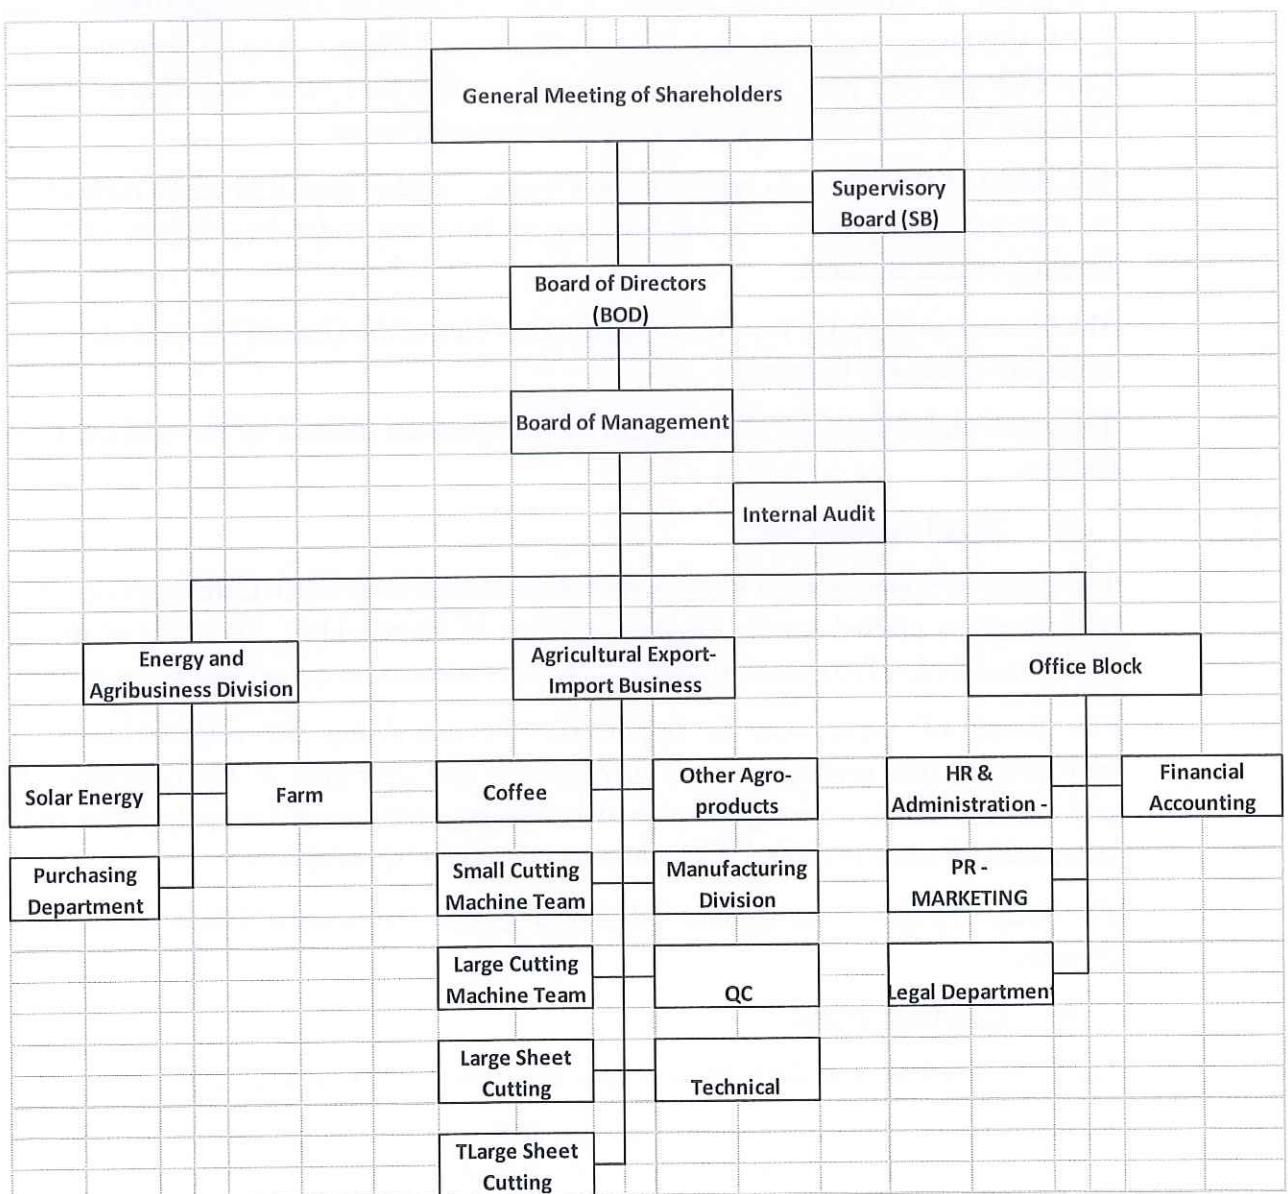 General Meeting of Shareholders
Supervisory
Board (SB)
Board of Directors
(BOD)
Board of Management
Internal Audit
Energy and
Agribusiness Division
Agricultural Export-
Import Business
Office Block
Solar Energy
Farm
Coffee
Other Agro-
products
HR &
Administration -
Financial
Accounting
Purchasing
Department
Small Cutting
Machine Team
Manufacturing
Division
PR -
MARKETING
Large Cutting
Machine Team
QC
Legal Department
Large Sheet
Cutting
Technical
TLarge Sheet
Cutting